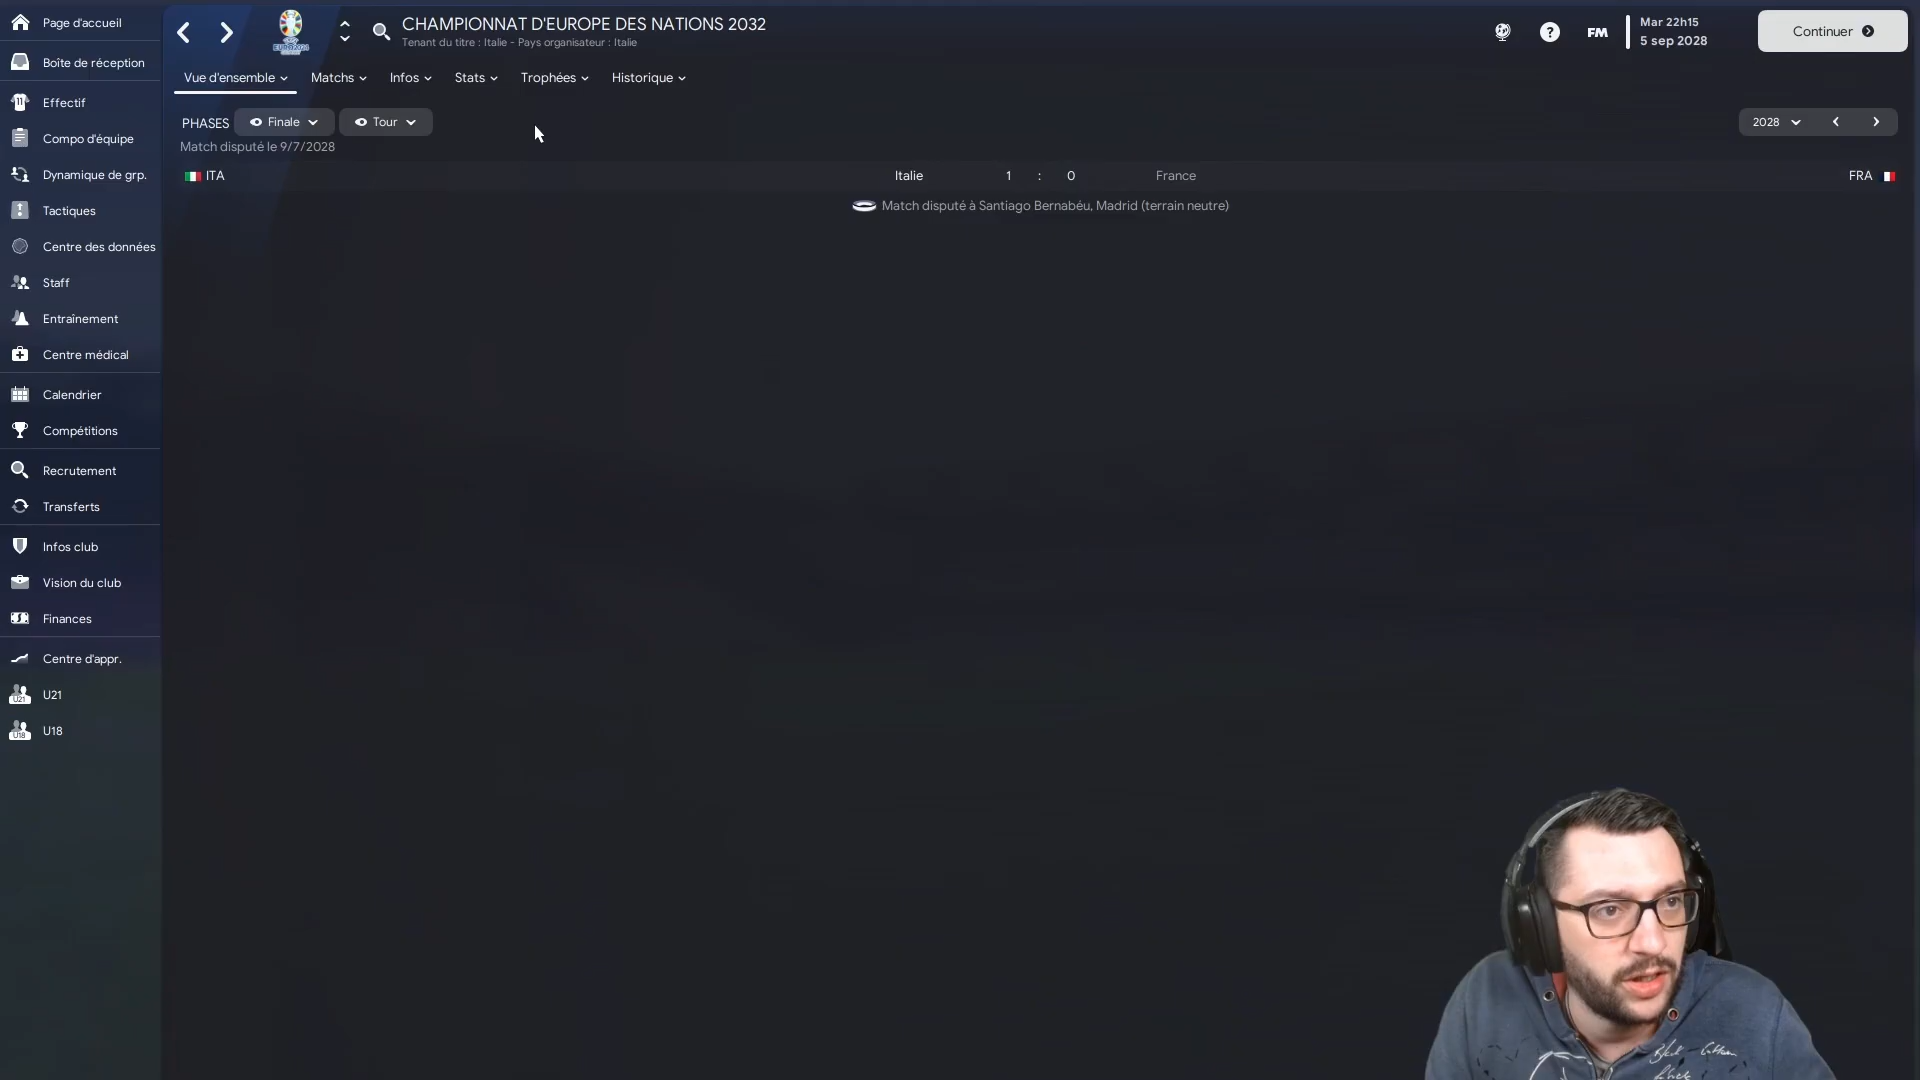 Page d'accueil
Boîte de réception
Effectif
Compo d'équipe
Dynamique de grp.
Tactiques
Centre des données
Staff
Entraînement
Centre médical
Calendrier
Compétitions
Recrutement
Transferts
Infos club
Vision du club
Finances
Centre d'appr.
U21
U18
CHAMPIONNAT D'EUROPE DES NATIONS 2032
Tenant du titre : Italie - Pays organisateur : Italie
FM
Mar 22h15
5 sep 2028
Continuer
Vue d'ensemble Matchs Infos Stats Trophées Historique
PHASES Finale Tour 2028
Match disputé le 9/7/2028
ITA Italie 1 : 0 France FRA
Match disputé à Santiago Bernabéu, Madrid (terrain neutre)